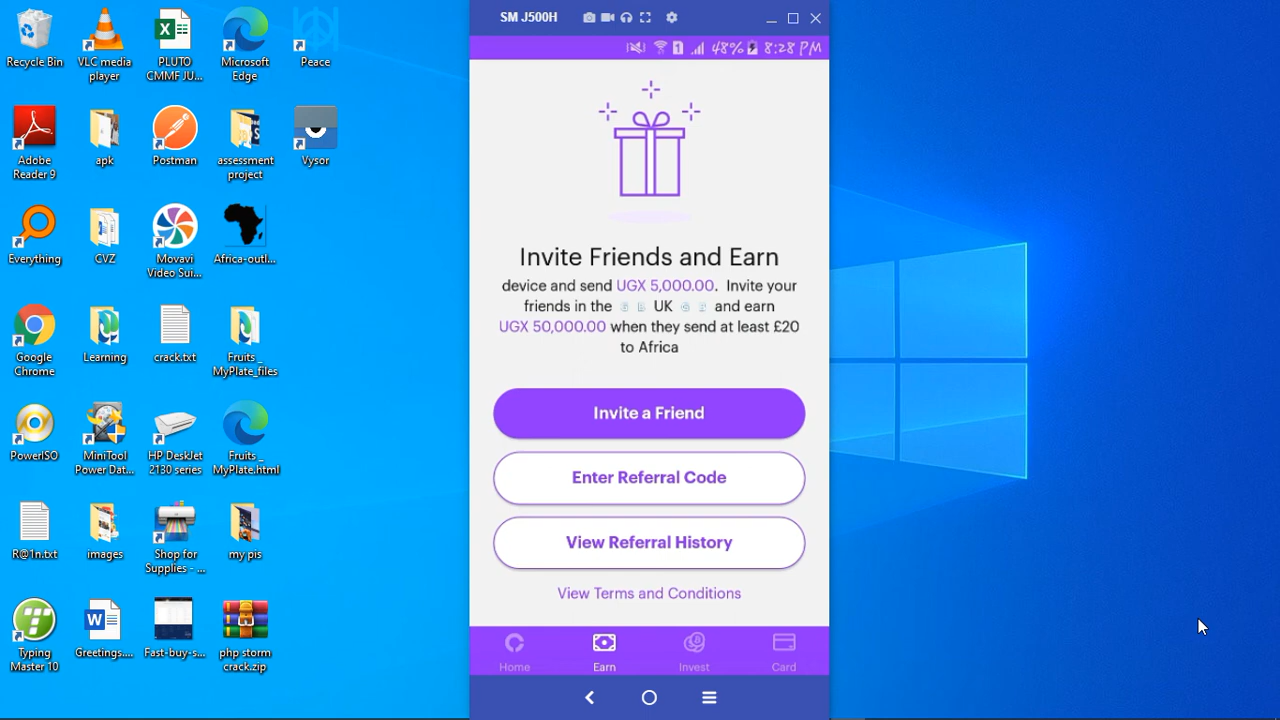 SM J500H
48% 8:28 PM
Recycle Bin
VLC media
player
PLUTO
CMMF JU...
Microsoft
Edge
Peace
Adobe
Reader 9
apk
Postman
assessment
project
Vysor
Everything
CVZ
Movavi
Video Sui...
Africa-outl...
Google
Chrome
Learning
crack.txt
Fruits _
MyPlate_files
PowerISO
MiniTool
Power Dat...
HP DeskJet
2130 series
Fruits _
MyPlate.html
R@1n.txt
images
Shop for
Supplies - ...
my pis
Typing
Master 10
Greetings....
Fast-buy-s...
php storm
crack.zip
Invite Friends and Earn
device and send UGX 5,000.00. Invite your
friends in the UK and earn
UGX 50,000.00 when they send at least £20
to Africa
Invite a Friend
Enter Referral Code
View Referral History
View Terms and Conditions
Home
Earn
Invest
Card